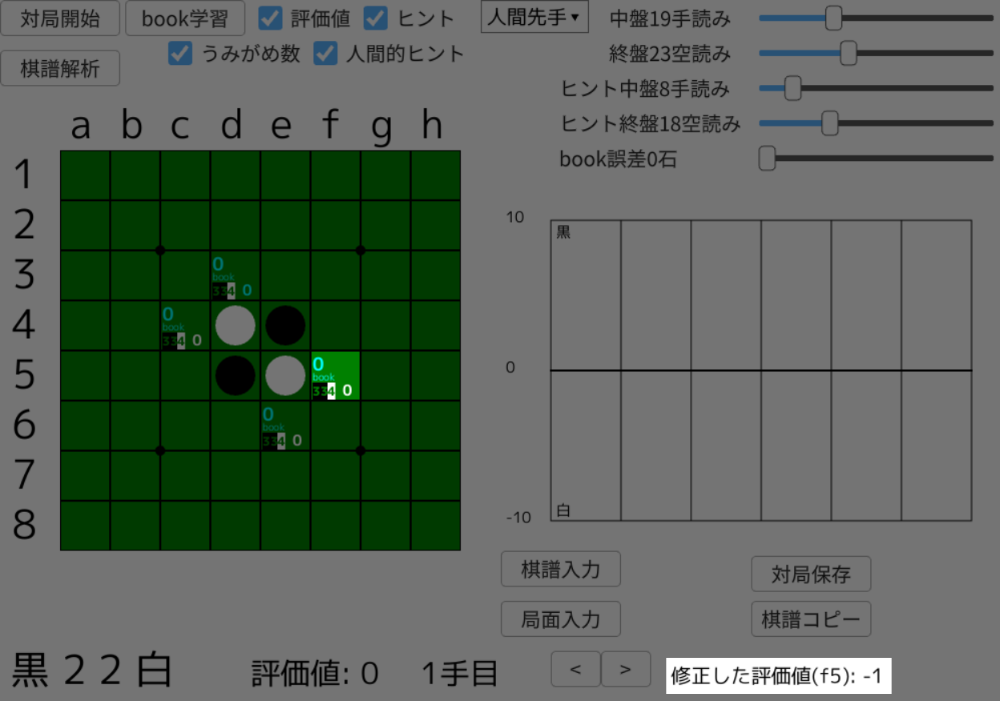 対局開始 book学習 評価値 ヒント 人間先手▾ 中盤19手読み
棋譜解析 うみがめ数 人間的ヒント 終盤23空読み
ヒント中盤8手読み
ヒント終盤18空読み
book誤差0石
a b c d e f g h
1
2
3
4
5
6
7
8
0
book
334 0
0
book
334 0
0
book
334 0
0
book
334 0
10
黒
0
-10
白
棋譜入力 対局保存
局面入力 棋譜コピー
黒 2 2 白 評価値: 0 1手目 < > 修正した評価値(f5): -1